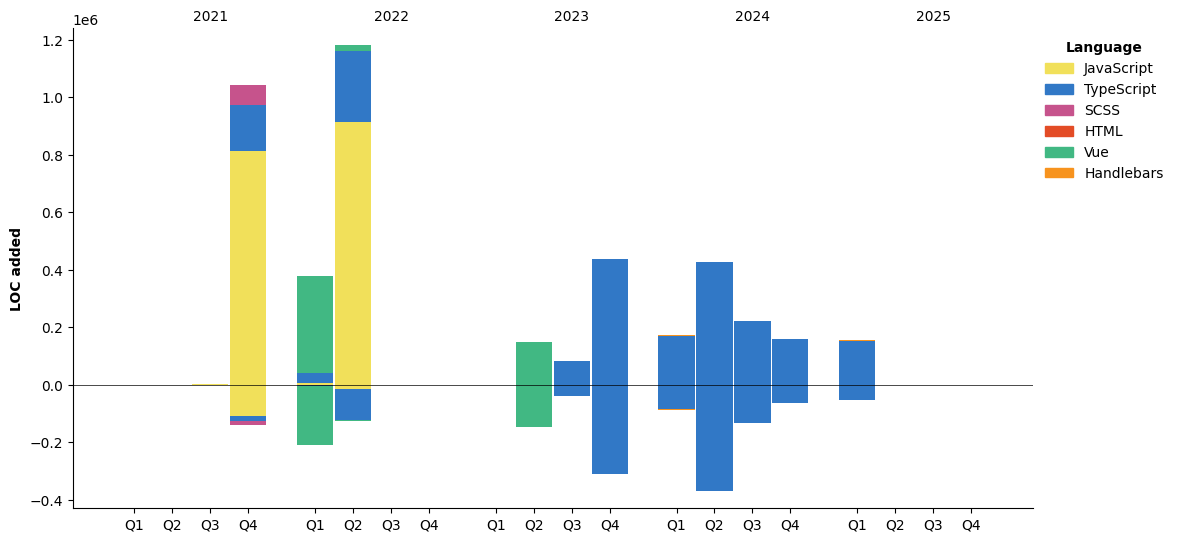 1e6
2021 2022 2023 2024 2025
1.2
1.0
0.8
0.6
0.4
0.2
0.0
−0.2
−0.4
LOC added
Q1 Q2 Q3 Q4 Q1 Q2 Q3 Q4 Q1 Q2 Q3 Q4 Q1 Q2 Q3 Q4 Q1 Q2 Q3 Q4
Language
JavaScript
TypeScript
SCSS
HTML
Vue
Handlebars